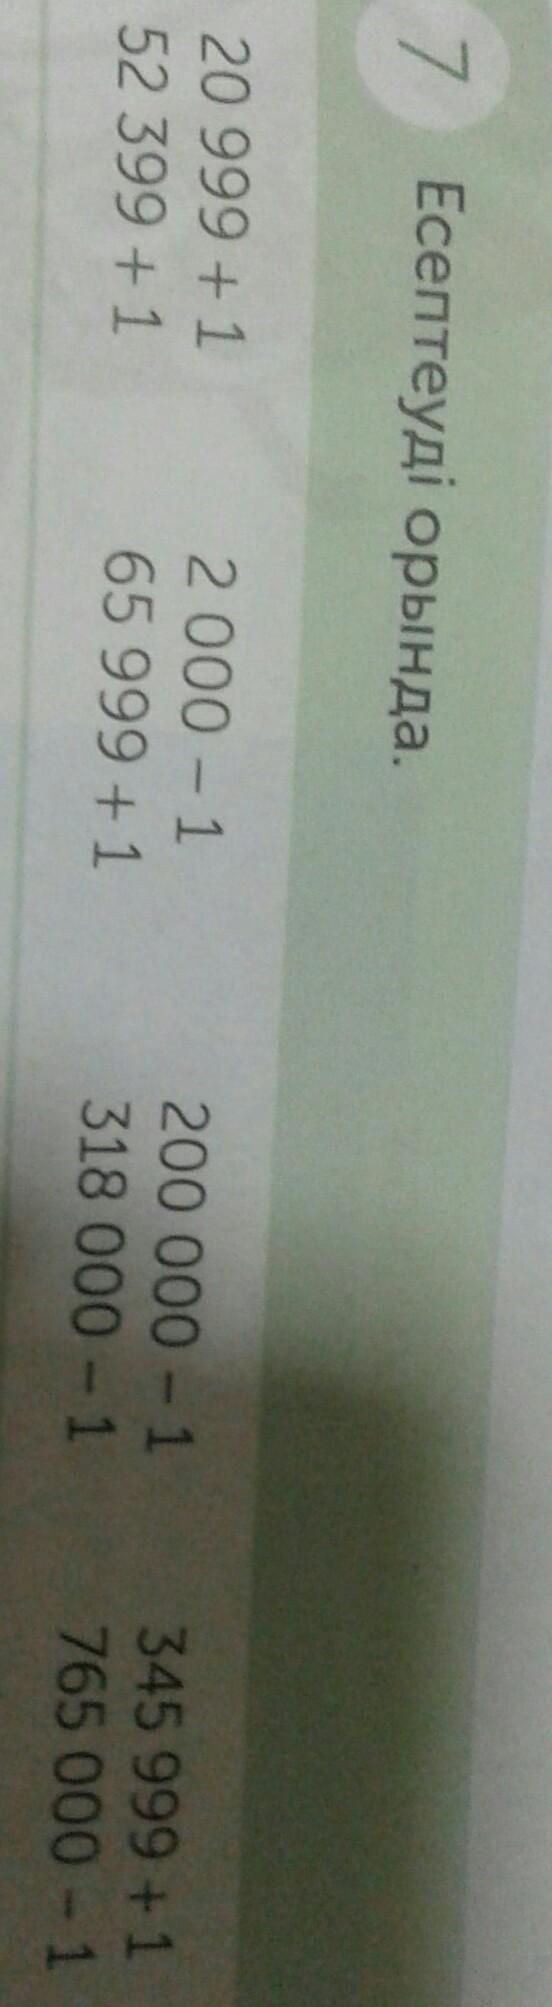 7 Есептеуді орында.
20 999 + 1 2 000 – 1 200 000 – 1 345 999 + 1
52 399 + 1 65 999 + 1 318 000 – 1 765 000 – 1